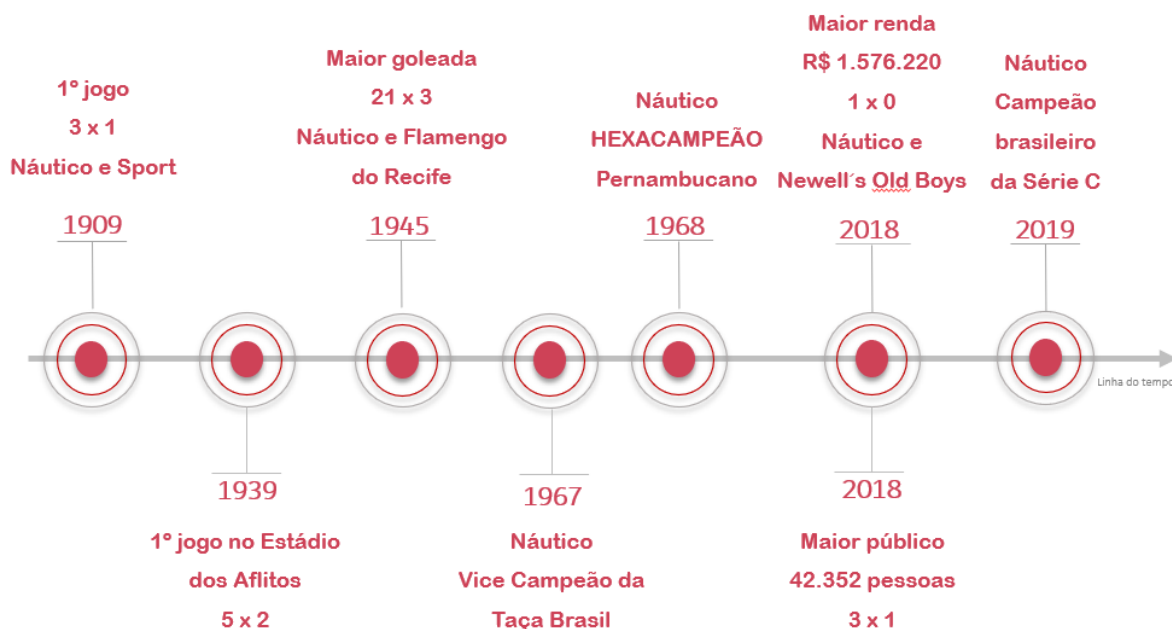 1º jogo
3 x 1
Náutico e Sport
1909
Maior goleada
21 x 3
Náutico e Flamengo
do Recife
1945
Náutico
HEXACAMPEÃO
Pernambucano
1968
Maior renda
R$ 1.576.220
1 x 0
Náutico e
Newell´s Old Boys
2018
Náutico
Campeão
brasileiro
da Série C
2019
Linha do tempo
1939
1º jogo no Estádio
dos Aflitos
5 x 2
1967
Náutico
Vice Campeão da
Taça Brasil
2018
Maior público
42.352 pessoas
3 x 1